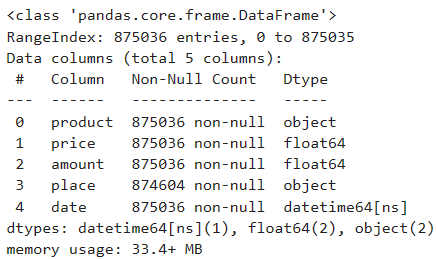 <class 'pandas.core.frame.DataFrame'>
RangeIndex: 875036 entries, 0 to 875035
Data columns (total 5 columns):
 #   Column   Non-Null Count   Dtype
---  ------   --------------   -----
 0   product  875036 non-null  object
 1   price    875036 non-null  float64
 2   amount   875036 non-null  float64
 3   place    874604 non-null  object
 4   date     875036 non-null  datetime64[ns]
dtypes: datetime64[ns](1), float64(2), object(2)
memory usage: 33.4+ MB